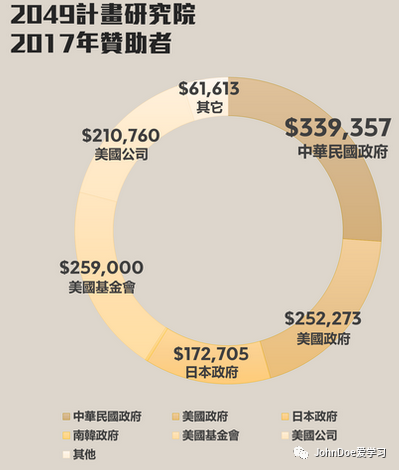 2049計畫研究院
2017年贊助者
$61,613
其它
$339,357
中華民國政府
$210,760
美國公司
$259,000
美國基金會
$252,273
美國政府
$172,705
日本政府
中華民國政府 美國政府 日本政府
南韓政府 美國基金會 美國公司
其他
JohnDoe爱学习